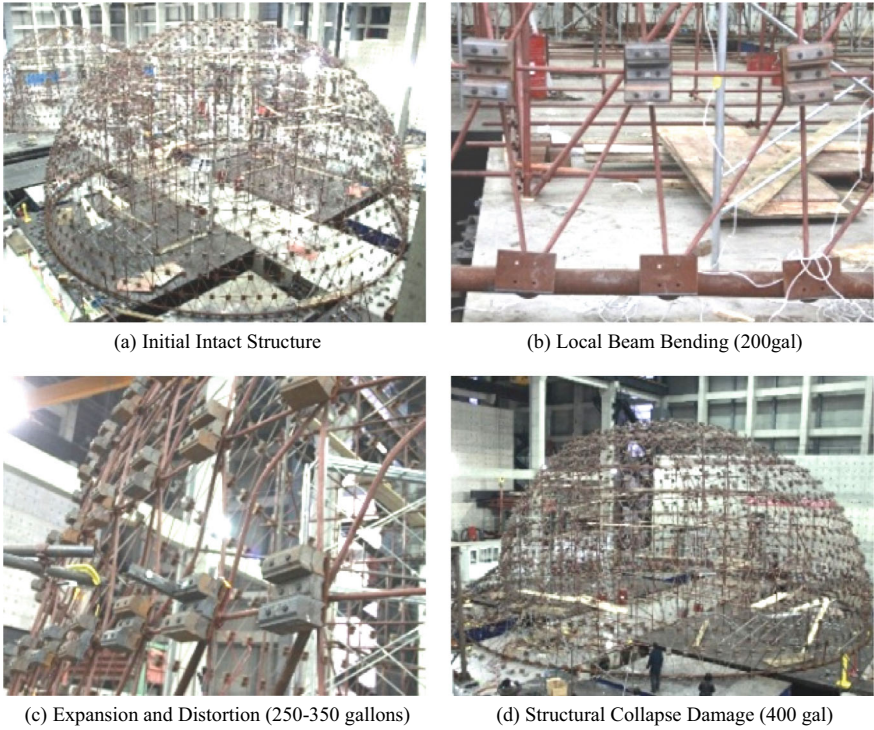 (a) Initial Intact Structure
(b) Local Beam Bending (200gal)
(c) Expansion and Distortion (250-350 gallons)
(d) Structural Collapse Damage (400 gal)